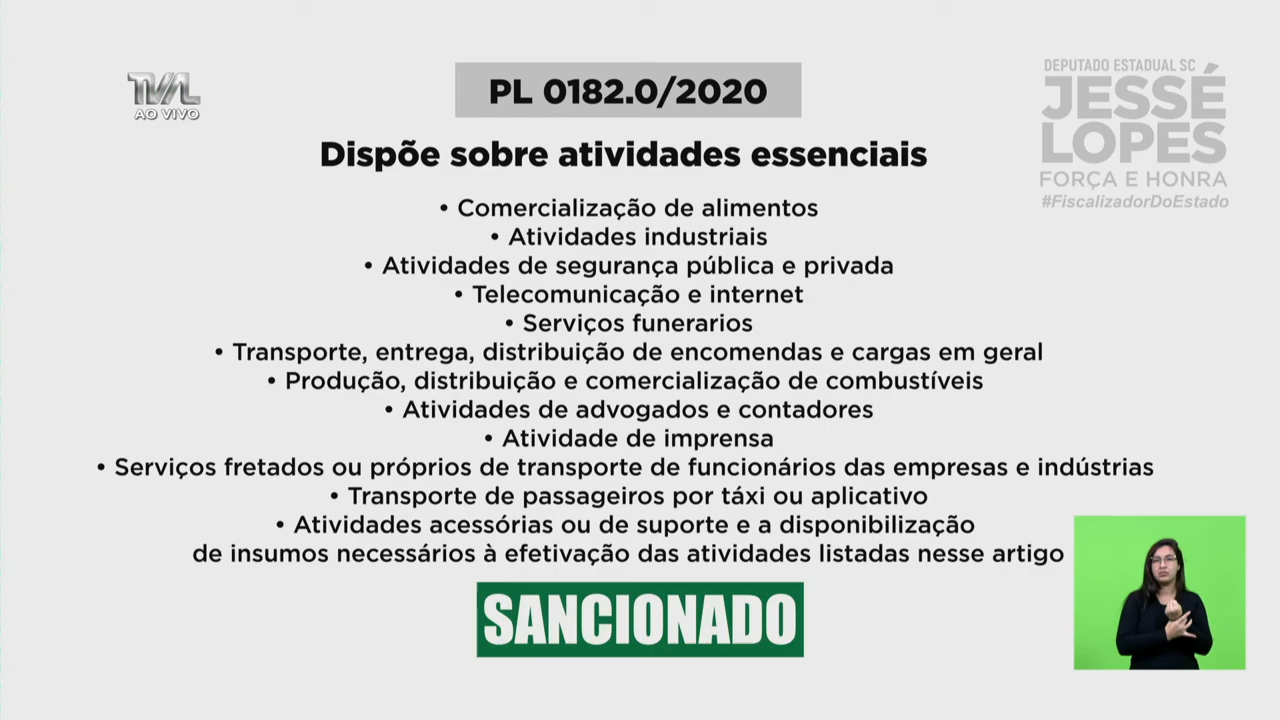 TVAL
AO VIVO
PL 0182.0/2020
DEPUTADO ESTADUAL SC
JESSÉ
LOPES
FORÇA E HONRA
#FiscalizadorDoEstado
Dispõe sobre atividades essenciais
• Comercialização de alimentos
• Atividades industriais
• Atividades de segurança pública e privada
• Telecomunicação e internet
• Serviços funerarios
• Transporte, entrega, distribuição de encomendas e cargas em geral
• Produção, distribuição e comercialização de combustíveis
• Atividades de advogados e contadores
• Atividade de imprensa
• Serviços fretados ou próprios de transporte de funcionários das empresas e indústrias
• Transporte de passageiros por táxi ou aplicativo
• Atividades acessórias ou de suporte e a disponibilização
de insumos necessários à efetivação das atividades listadas nesse artigo
SANCIONADO